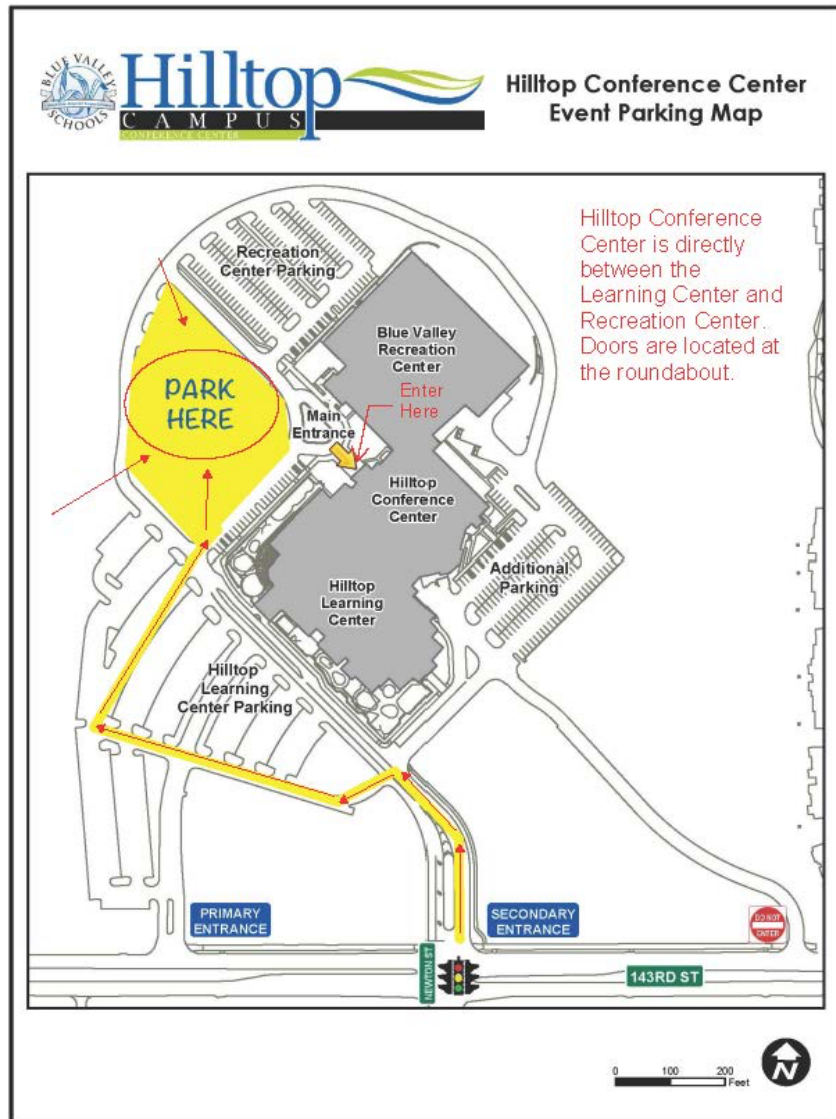 BLUE VALLEY
SCHOOLS
Hilltop
CAMPUS
CONFERENCE CENTER
Hilltop Conference Center
Event Parking Map
Hilltop Conference
Center is directly
between the
Learning Center and
Recreation Center.
Doors are located at
the roundabout.
Recreation
Center Parking
Blue Valley
Recreation
Center
PARK
HERE
Enter
Here
Main
Entrance
Hilltop
Conference
Center
Additional
Parking
Hilltop
Learning
Center
Hilltop
Learning
Center Parking
PRIMARY
ENTRANCE
SECONDARY
ENTRANCE
DO NOT
ENTER
NEWTON ST
143RD ST
0 100 200
Feet
N